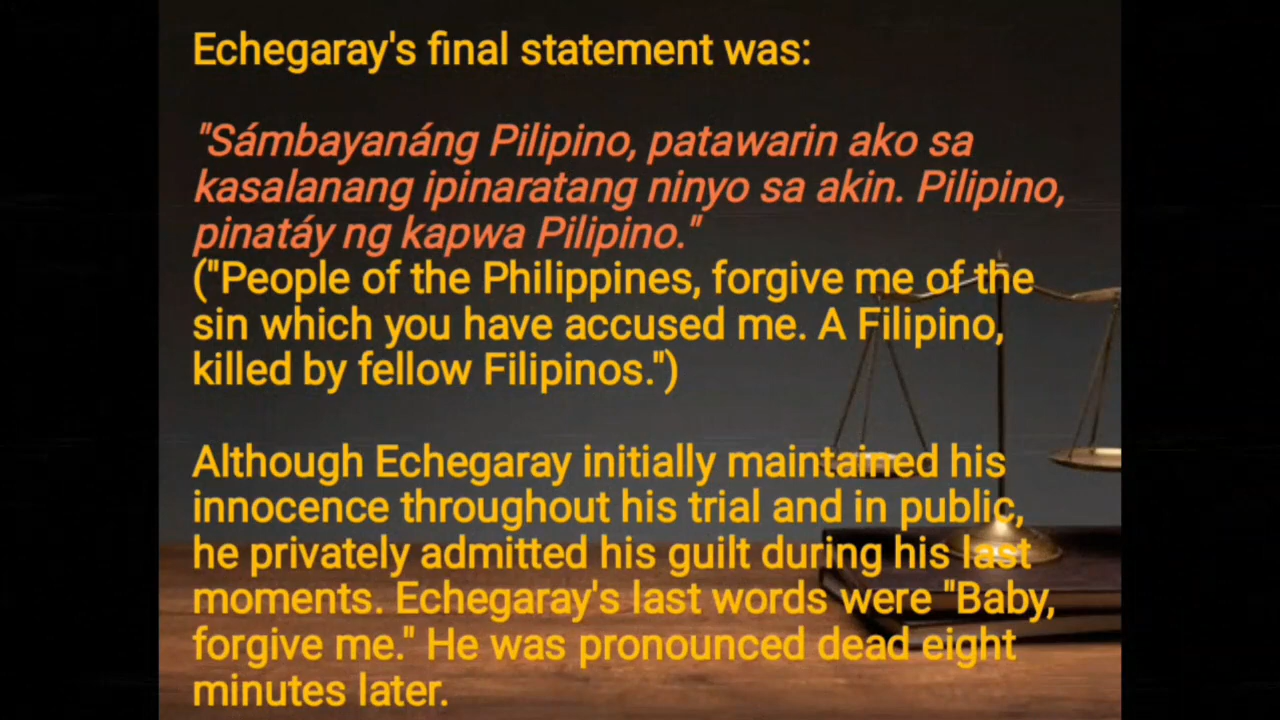 Echegaray's final statement was:
"Sámbayanáng Pilipino, patawarin ako sa
kasalanang ipinaratang ninyo sa akin. Pilipino,
pinatáy ng kapwa Pilipino."
("People of the Philippines, forgive me of the
sin which you have accused me. A Filipino,
killed by fellow Filipinos.")
Although Echegaray initially maintained his
innocence throughout his trial and in public,
he privately admitted his guilt during his last
moments. Echegaray's last words were "Baby,
forgive me." He was pronounced dead eight
minutes later.